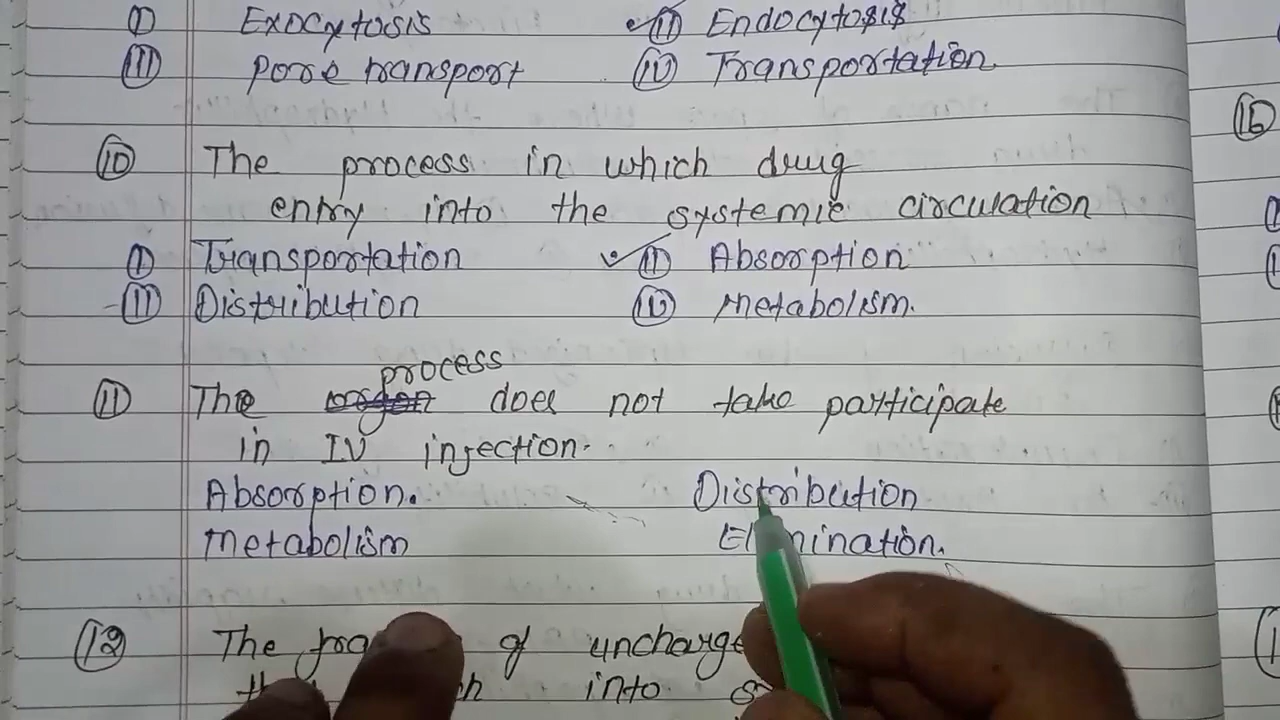 I Exocytosis II Endocytosis
III Pore transport IV Transportation
10 The process in which drug
entry into the systemic circulation
I Transportation II Absorption
III Distribution IV Metabolism.
process
11 The does not take participate
in IV injection.
Absorption. Distribution
Metabolism Elimination.
12 The of
into
16